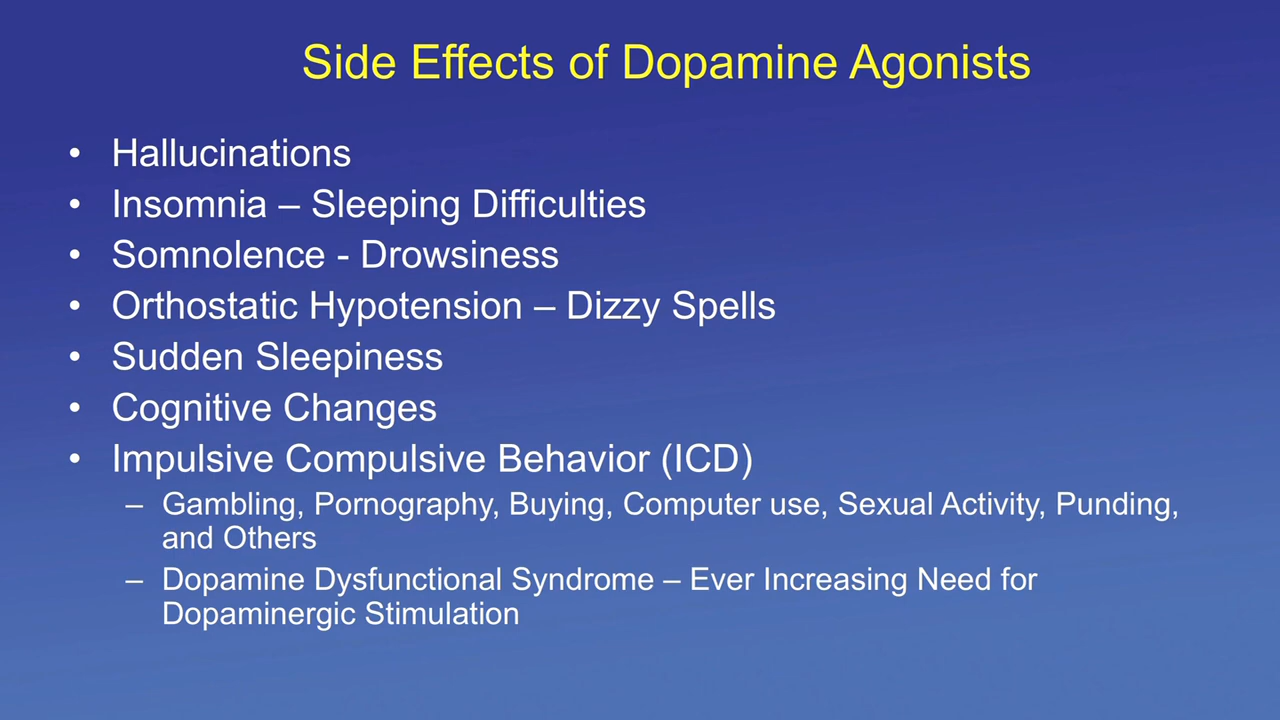 Side Effects of Dopamine Agonists
• Hallucinations
• Insomnia – Sleeping Difficulties
• Somnolence - Drowsiness
• Orthostatic Hypotension – Dizzy Spells
• Sudden Sleepiness
• Cognitive Changes
• Impulsive Compulsive Behavior (ICD)
– Gambling, Pornography, Buying, Computer use, Sexual Activity, Punding,
and Others
– Dopamine Dysfunctional Syndrome – Ever Increasing Need for
Dopaminergic Stimulation